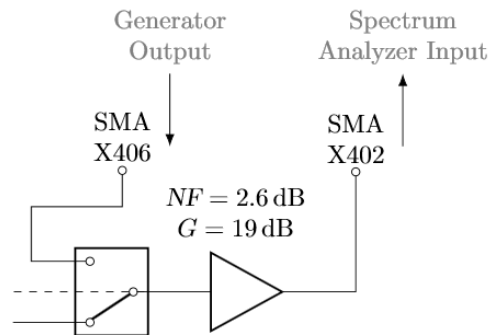 Generator
Output
Spectrum
Analyzer Input
SMA
X406
SMA
X402
NF = 2.6 dB
G = 19 dB